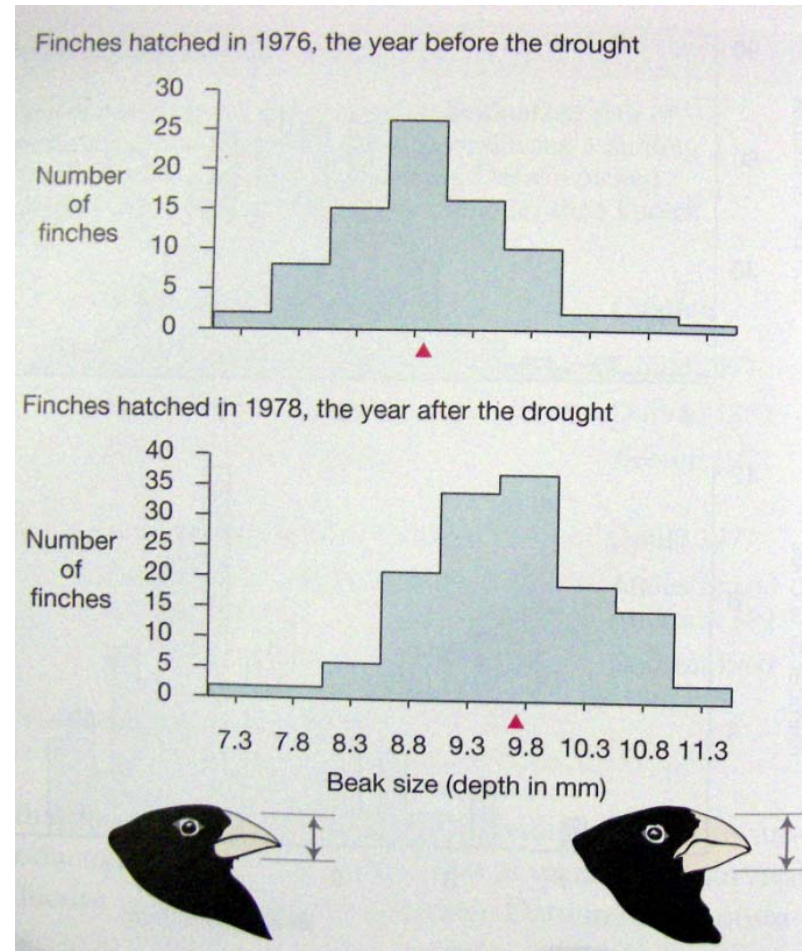 Finches hatched in 1976, the year before the drought
30
25
20
15
10
5
0
Number
of
finches
Finches hatched in 1978, the year after the drought
40
35
30
25
20
15
10
5
0
Number
of
finches
7.3 7.8 8.3 8.8 9.3 9.8 10.3 10.8 11.3
Beak size (depth in mm)